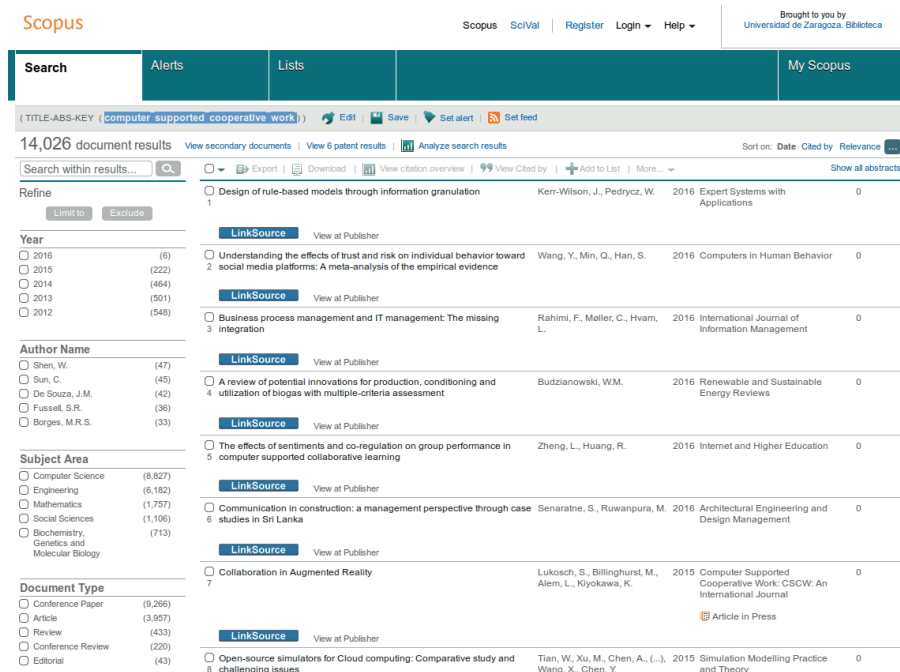 Scopus
Scopus SciVal Register Login Help
Brought to you by
Universidad de Zaragoza. Biblioteca
Search Alerts Lists My Scopus
( TITLE-ABS-KEY ( computer supported cooperative work ) ) Edit | Save | Set alert | Set feed
14,026 document results View secondary documents | View 6 patent results | Analyze search results Sort on: Date Cited by Relevance ...
Search within results...
Export | Download | View citation overview | View Cited by | Add to List | More... Show all abstracts
Refine
Limit to Exclude
Year
2016 (6)
2015 (222)
2014 (464)
2013 (501)
2012 (548)
Author Name
Shen, W. (47)
Sun, C. (45)
De Souza, J.M. (42)
Fussell, S.R. (36)
Borges, M.R.S. (33)
Subject Area
Computer Science (8,827)
Engineering (6,182)
Mathematics (1,757)
Social Sciences (1,106)
Biochemistry, (713)
Genetics and
Molecular Biology
Document Type
Conference Paper (9,266)
Article (3,957)
Review (433)
Conference Review (220)
Editorial (43)
Design of rule-based models through information granulation Kerr-Wilson, J., Pedrycz, W. 2016 Expert Systems with 0
1 Applications
LinkSource View at Publisher
Understanding the effects of trust and risk on individual behavior toward Wang, Y., Min, Q., Han, S. 2016 Computers in Human Behavior 0
2 social media platforms: A meta-analysis of the empirical evidence
LinkSource View at Publisher
Business process management and IT management: The missing Rahimi, F., Møller, C., Hvam, 2016 International Journal of 0
3 integration L. Information Management
LinkSource View at Publisher
A review of potential innovations for production, conditioning and Budzianowski, W.M. 2016 Renewable and Sustainable 0
4 utilization of biogas with multiple-criteria assessment Energy Reviews
LinkSource View at Publisher
The effects of sentiments and co-regulation on group performance in Zheng, L., Huang, R. 2016 Internet and Higher Education 0
5 computer supported collaborative learning
LinkSource View at Publisher
Communication in construction: a management perspective through case Senaratne, S., Ruwanpura, M. 2016 Architectural Engineering and 0
6 studies in Sri Lanka Design Management
LinkSource View at Publisher
Collaboration in Augmented Reality Lukosch, S., Billinghurst, M., 2015 Computer Supported 0
7 Alem, L., Kiyokawa, K. Cooperative Work: CSCW: An
International Journal
Article in Press
LinkSource View at Publisher
Open-source simulators for Cloud computing: Comparative study and Tian, W., Xu, M., Chen, A., (...), 2015 Simulation Modelling Practice 0
8 challenging issues Wang, X., Chen, Y. and Theory